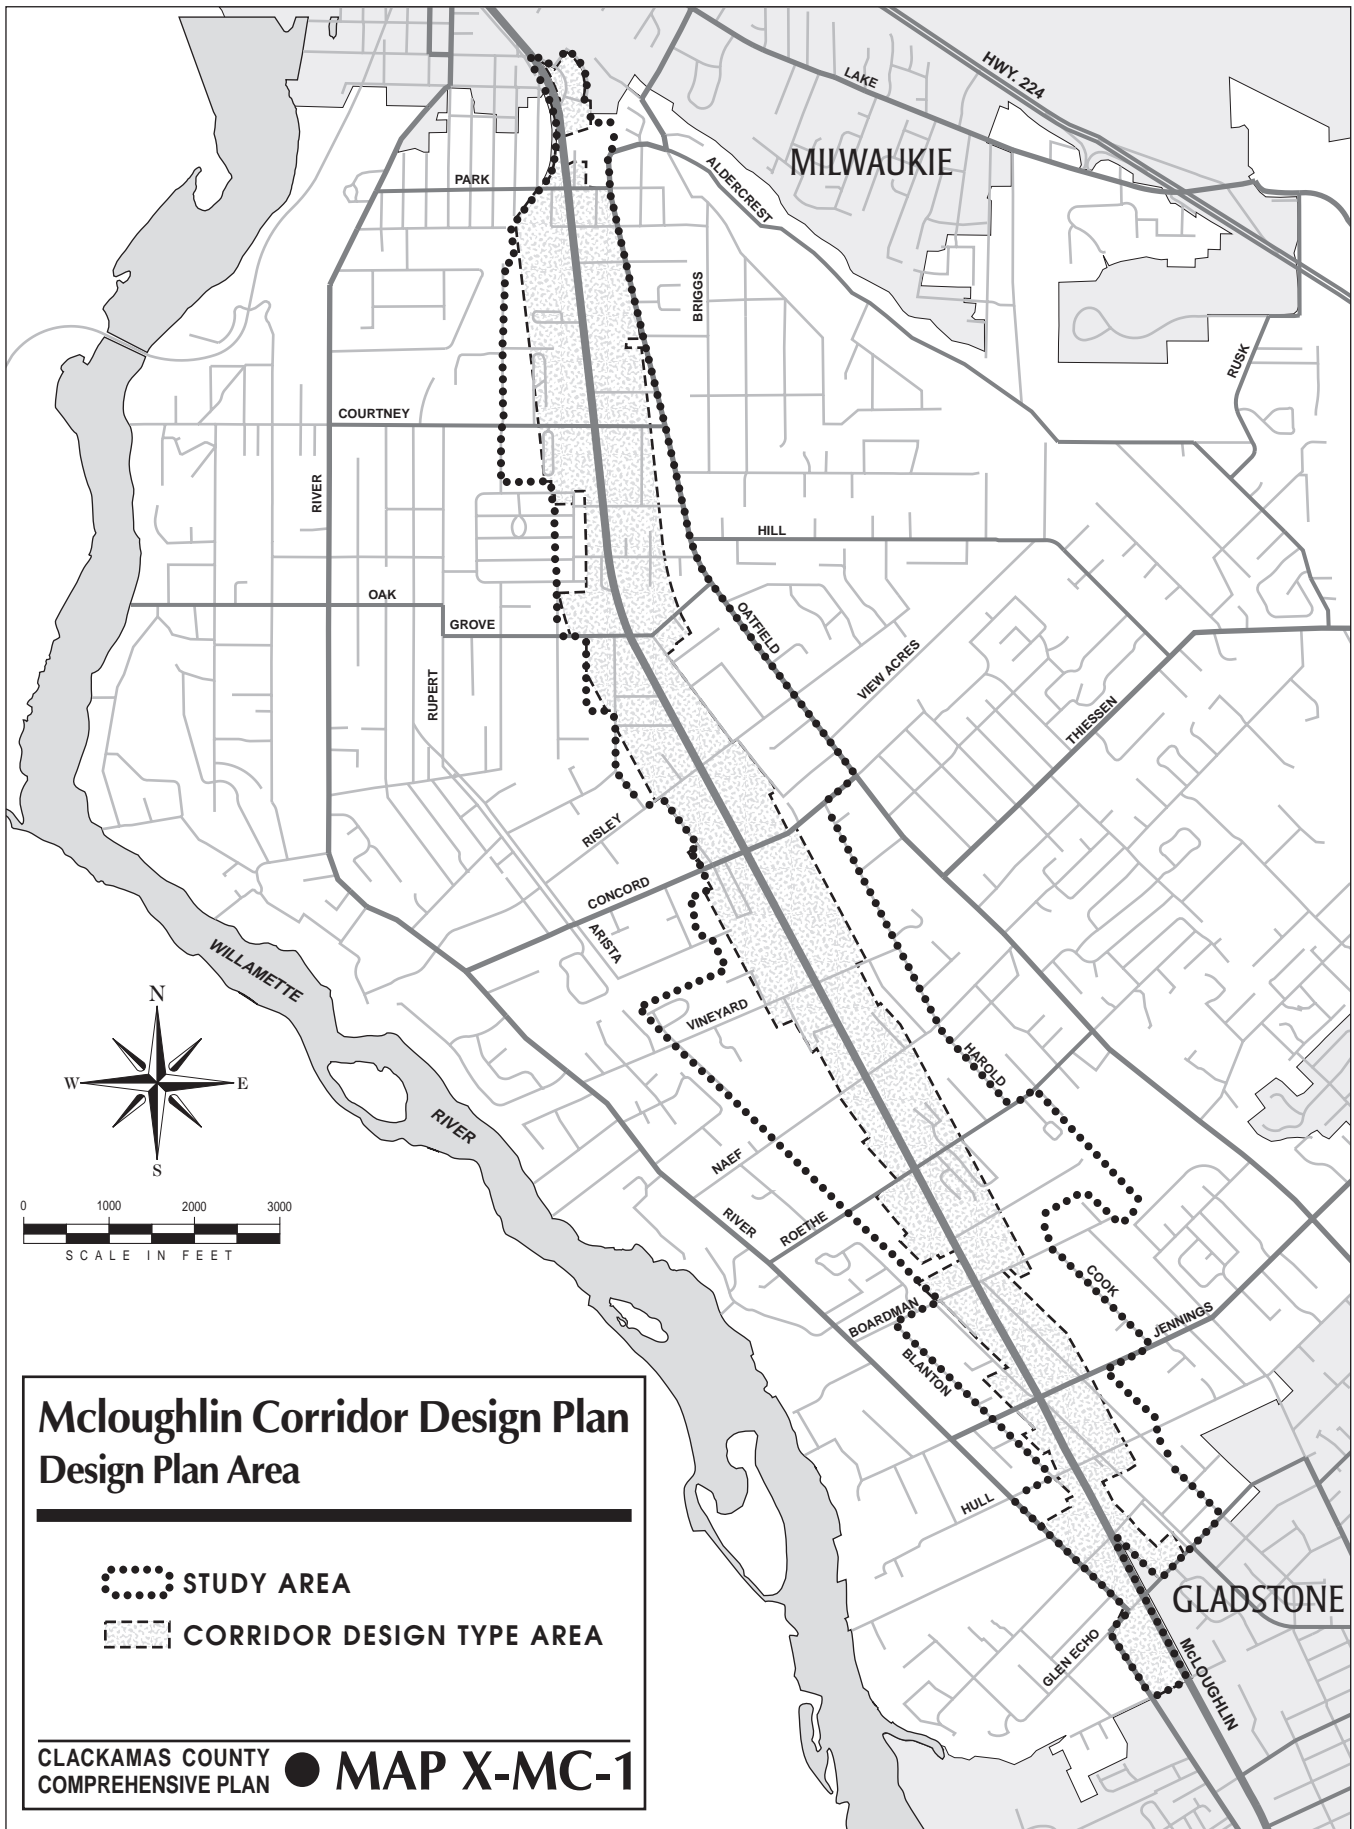 HWY. 224
LAKE
MILWAUKIE
ALDERCREST
PARK
BRIGGS
RUSK
COURTNEY
RIVER
HILL
OAK
GROVE
OATFIELD
VIEW ACRES
RUPERT
THIESSEN
RISLEY
CONCORD
ARISTA
WILLAMETTE
RIVER
VINEYARD
HAROLD
N
W
E
S
NAEF
RIVER
ROETHE
0 1000 2000 3000
SCALE IN FEET
COOK
BOARDMAN
JENNINGS
BLANTON
HULL
GLADSTONE
GLEN ECHO
McLOUGHLIN
Mcloughlin Corridor Design Plan
Design Plan Area
STUDY AREA
CORRIDOR DESIGN TYPE AREA
CLACKAMAS COUNTY
COMPREHENSIVE PLAN
MAP X-MC-1